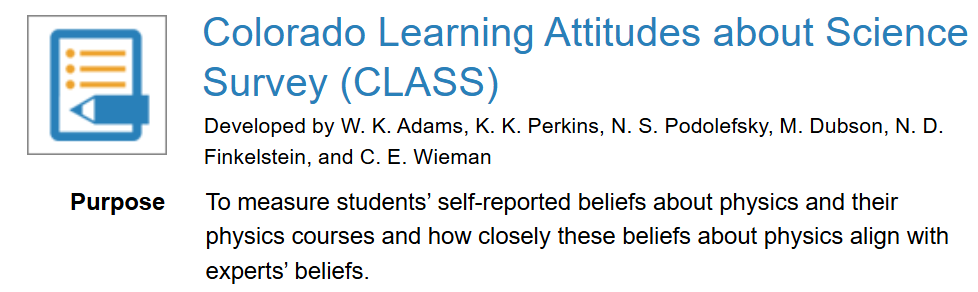 Colorado Learning Attitudes about Science
Survey (CLASS)
Developed by W. K. Adams, K. K. Perkins, N. S. Podolefsky, M. Dubson, N. D.
Finkelstein, and C. E. Wieman
Purpose To measure students’ self-reported beliefs about physics and their
physics courses and how closely these beliefs about physics align with
experts’ beliefs.